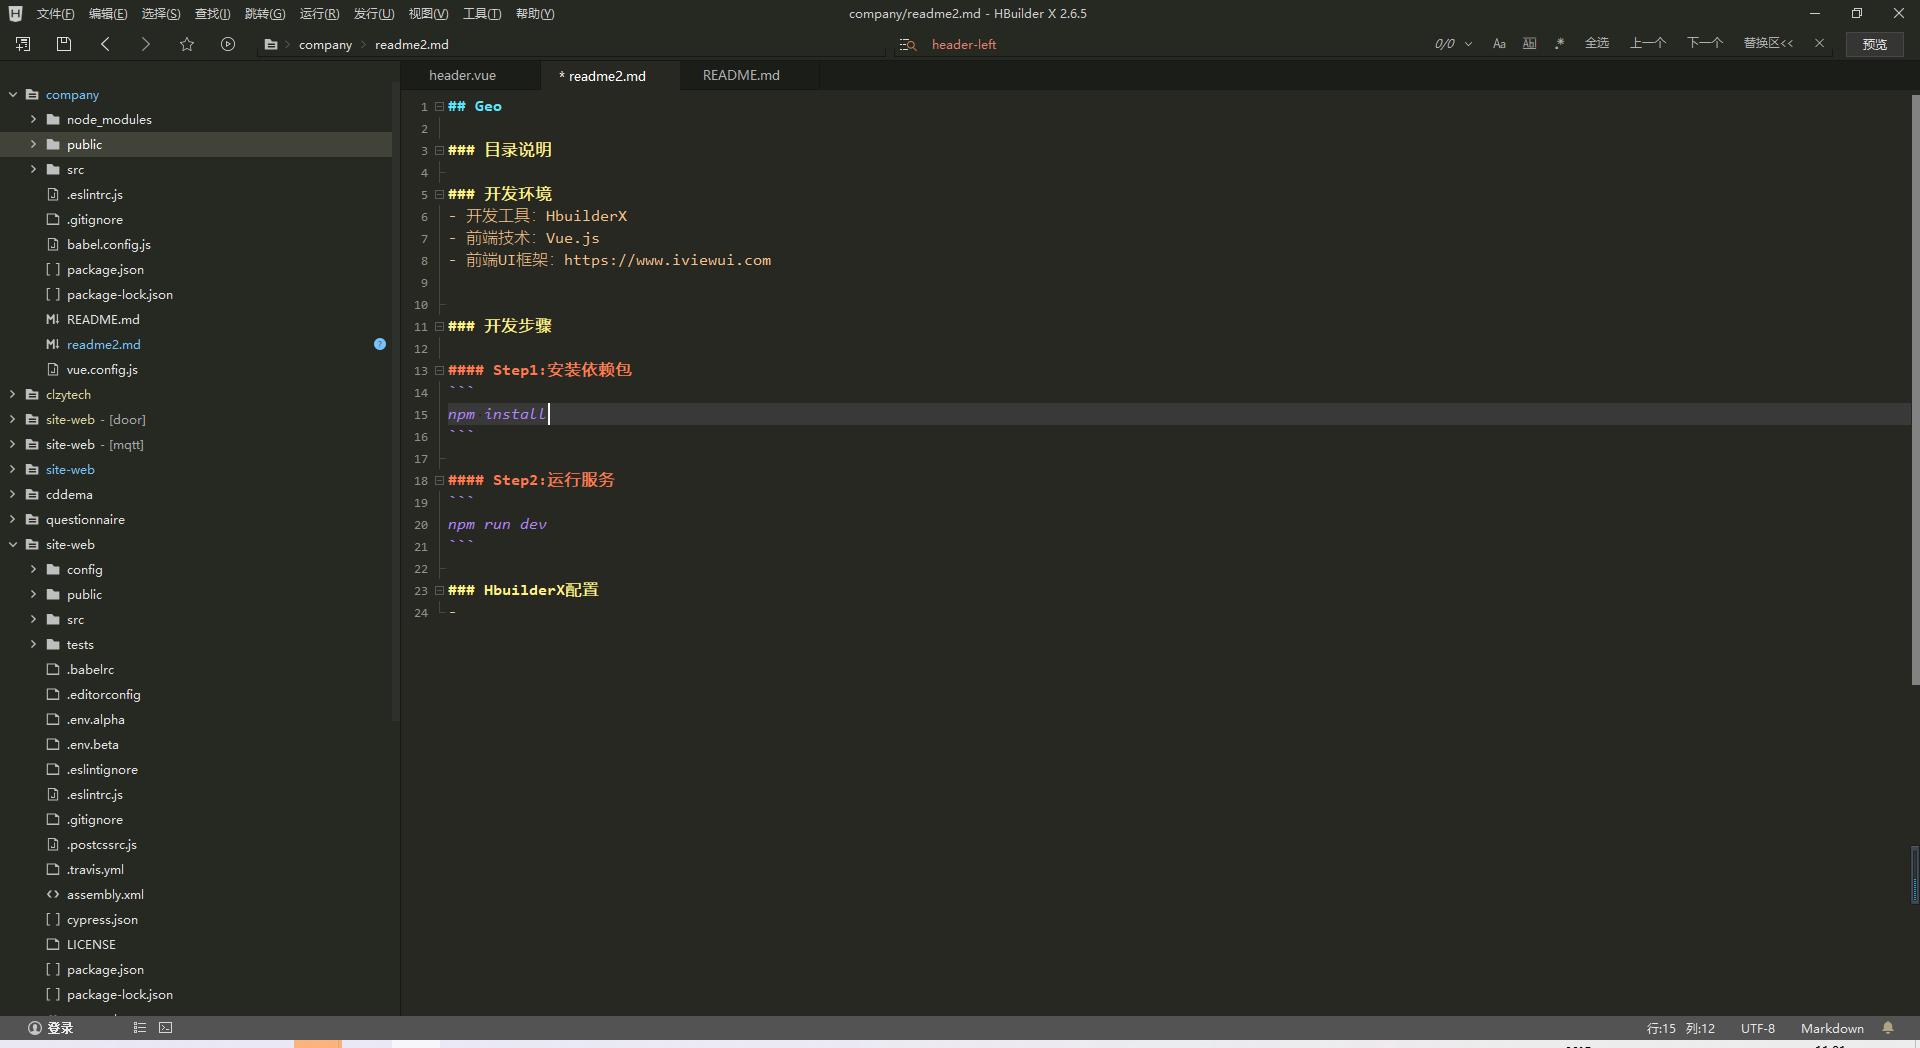 文件(F) 编辑(E) 选择(S) 查找(I) 跳转(G) 运行(R) 发行(U) 视图(V) 工具(T) 帮助(Y) company/readme2.md - HBuilder X 2.6.5
company readme2.md header-left 0/0 Aa Ab .* 全选 上一个 下一个 替换区<< 预览
header.vue * readme2.md README.md
company
node_modules
public
src
.eslintrc.js
.gitignore
babel.config.js
[ ] package.json
[ ] package-lock.json
M↓ README.md
M↓ readme2.md ?
vue.config.js
clzytech
site-web - [door]
site-web - [mqtt]
site-web
cddema
questionnaire
site-web
config
public
src
tests
.babelrc
.editorconfig
.env.alpha
.env.beta
.eslintignore
.eslintrc.js
.gitignore
.postcssrc.js
.travis.yml
<> assembly.xml
[ ] cypress.json
LICENSE
[ ] package.json
[ ] package-lock.json
1 ## Geo
2
3 ### 目录说明
4
5 ### 开发环境
6 - 开发工具：HbuilderX
7 - 前端技术：Vue.js
8 - 前端UI框架：https://www.iviewui.com
9
10
11 ### 开发步骤
12
13 #### Step1:安装依赖包
14 ```
15 npm install
16 ```
17
18 #### Step2:运行服务
19 ```
20 npm run dev
21 ```
22
23 ### HbuilderX配置
24 -
登录 行:15 列:12 UTF-8 Markdown